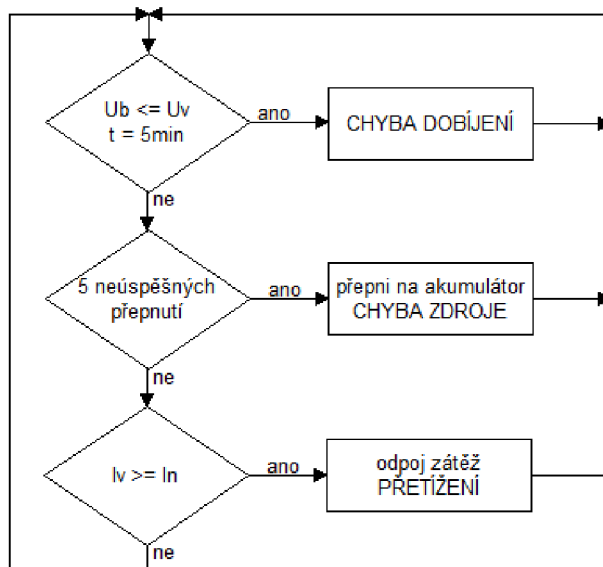 Ub <= Uv
t = 5min
ano
CHYBA DOBÍJENÍ
ne
5 neúspěšných
přepnutí
ano
přepni na akumulátor
CHYBA ZDROJE
ne
Iv >= In
ano
odpoj zátěž
PŘETÍŽENÍ
ne